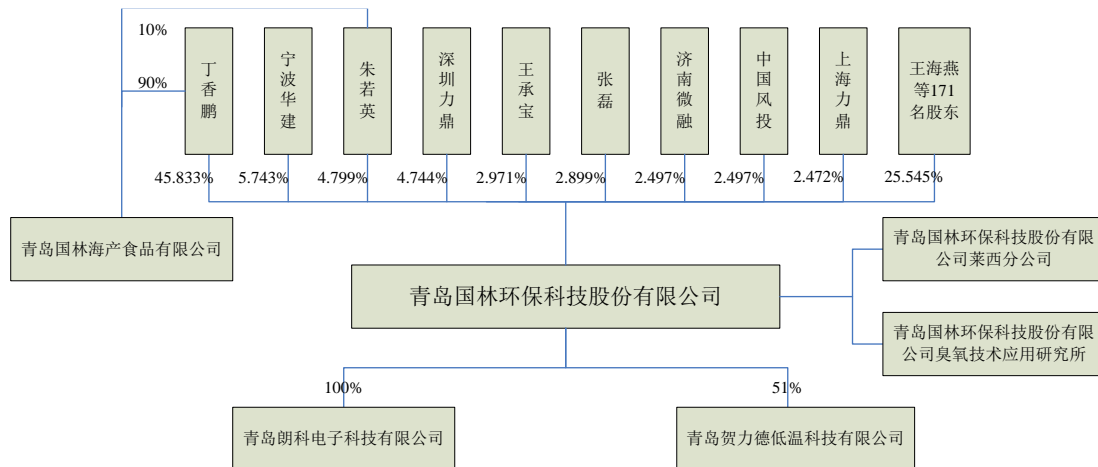 10%
90%
丁香鹏
宁波华建
朱若英
深圳力鼎
王承宝
张磊
济南微融
中国风投
上海力鼎
王海燕
等171
名股东
45.833%
5.743%
4.799%
4.744%
2.971%
2.899%
2.497%
2.497%
2.472%
25.545%
青岛国林海产食品有限公司
青岛国林环保科技股份有限
公司莱西分公司
青岛国林环保科技股份有限公司
青岛国林环保科技股份有限
公司臭氧技术应用研究所
100%
51%
青岛朗科电子科技有限公司
青岛贺力德低温科技有限公司